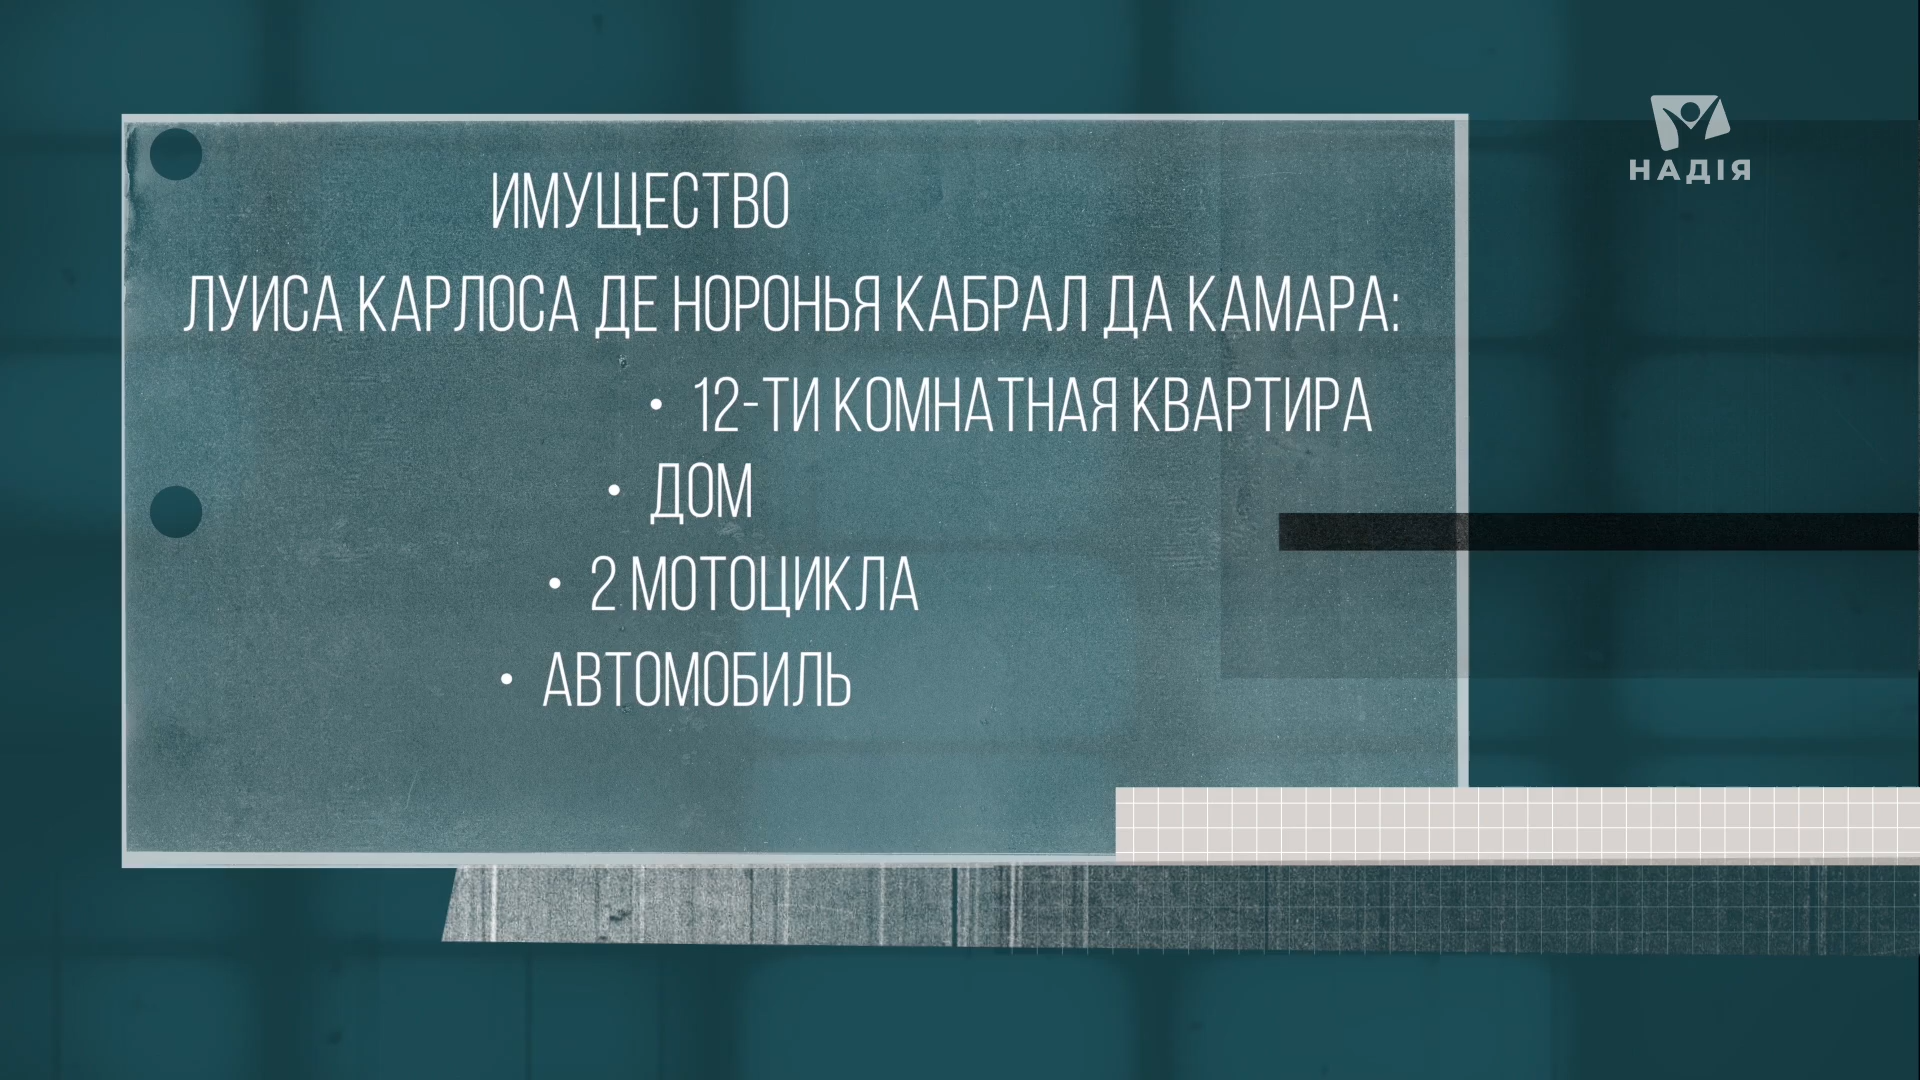 НАДІЯ
ИМУЩЕСТВО
ЛУИСА КАРЛОСА ДЕ НОРОНЬЯ КАБРАЛ ДА КАМАРА:
• 12-ТИ КОМНАТНАЯ КВАРТИРА
• ДОМ
• 2 МОТОЦИКЛА
• АВТОМОБИЛЬ